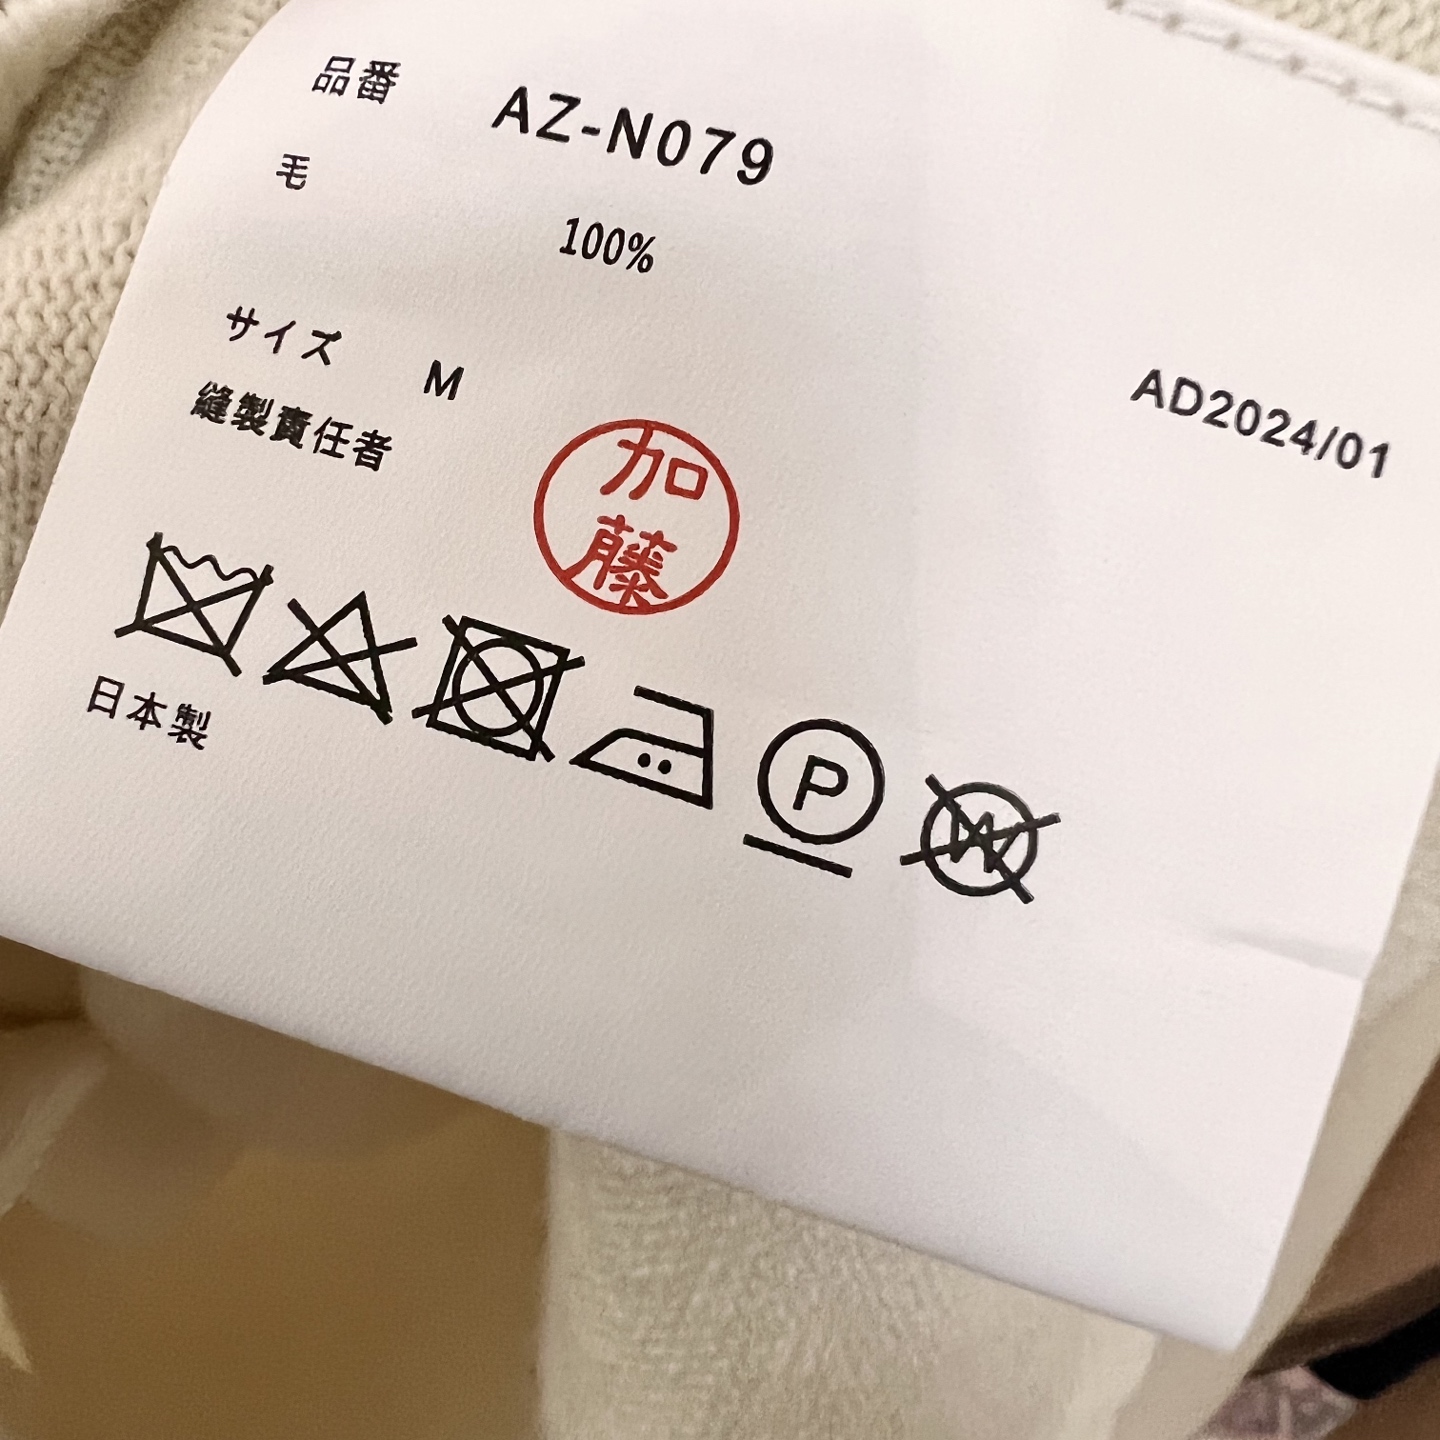 品番 AZ-N079
毛 100%
サイズ M
AD2024/01
縫製責任者
加藤
P
W
日本製